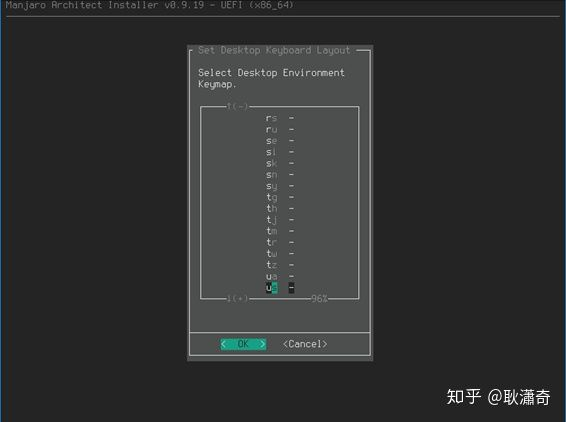 Manjaro Architect Installer v0.9.19 - UEFI (x86_64)
Set Desktop Keyboard Layout
Select Desktop Environment
Keymap.
↑(-)
rs -
ru -
se -
si -
sk -
sn -
sy -
tg -
th -
tj -
tm -
tr -
tw -
tz -
ua -
us -
↓(+) 96%
< OK > <Cancel>
知乎 @耿瀟奇